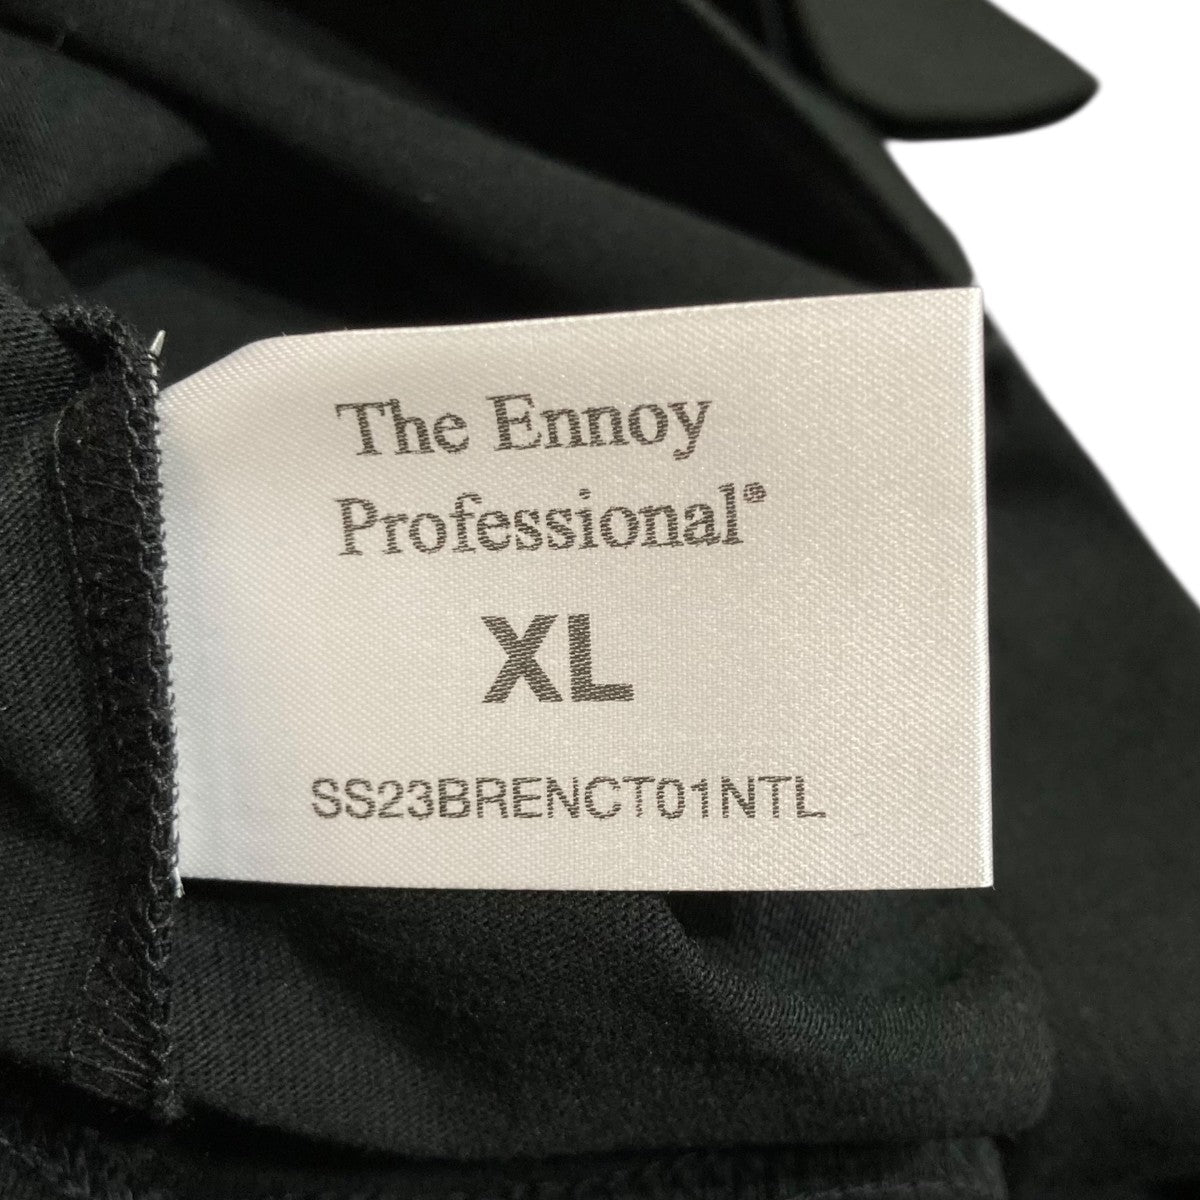 The Ennoy
Professional®
XL
SS23BRENCT01NTL